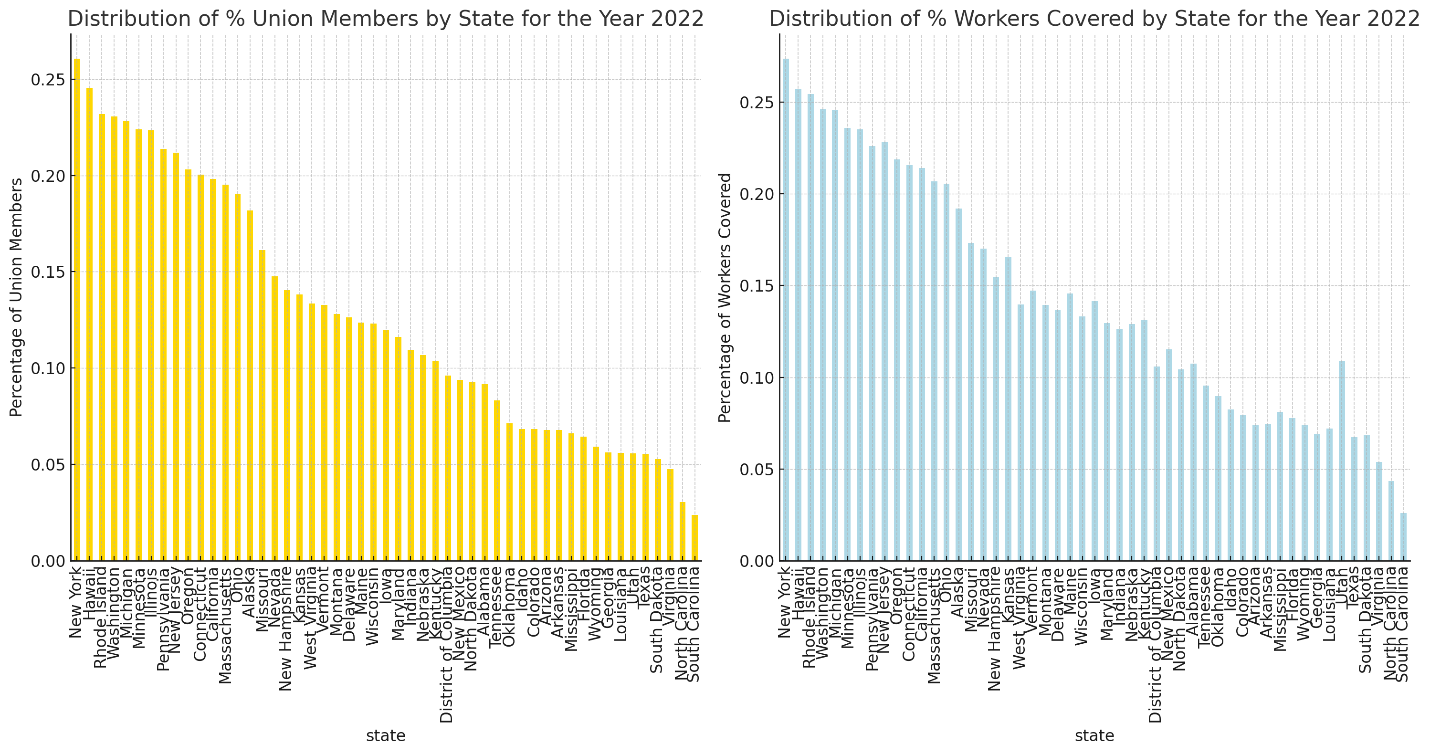 Distribution of % Union Members by State for the Year 2022
Percentage of Union Members
0.25
0.20
0.15
0.10
0.05
0.00
New York
Hawaii
Rhode Island
Washington
Michigan
Minnesota
Illinois
Pennsylvania
New Jersey
Oregon
Connecticut
California
Massachusetts
Ohio
Alaska
Missouri
Nevada
New Hampshire
Kansas
West Virginia
Vermont
Montana
Delaware
Maine
Wisconsin
Iowa
Maryland
Indiana
Nebraska
Kentucky
District of Columbia
New Mexico
North Dakota
Alabama
Tennessee
Oklahoma
Idaho
Colorado
Arizona
Arkansas
Mississippi
Florida
Wyoming
Georgia
Louisiana
Utah
Texas
South Dakota
Virginia
North Carolina
South Carolina
state
Distribution of % Workers Covered by State for the Year 2022
Percentage of Workers Covered
0.25
0.20
0.15
0.10
0.05
0.00
New York
Hawaii
Rhode Island
Washington
Michigan
Minnesota
Illinois
Pennsylvania
New Jersey
Oregon
Connecticut
California
Massachusetts
Ohio
Alaska
Missouri
Nevada
New Hampshire
Kansas
West Virginia
Vermont
Montana
Delaware
Maine
Wisconsin
Iowa
Maryland
Indiana
Nebraska
Kentucky
District of Columbia
New Mexico
North Dakota
Alabama
Tennessee
Oklahoma
Idaho
Colorado
Arizona
Arkansas
Mississippi
Florida
Wyoming
Georgia
Louisiana
Utah
Texas
South Dakota
Virginia
North Carolina
South Carolina
state